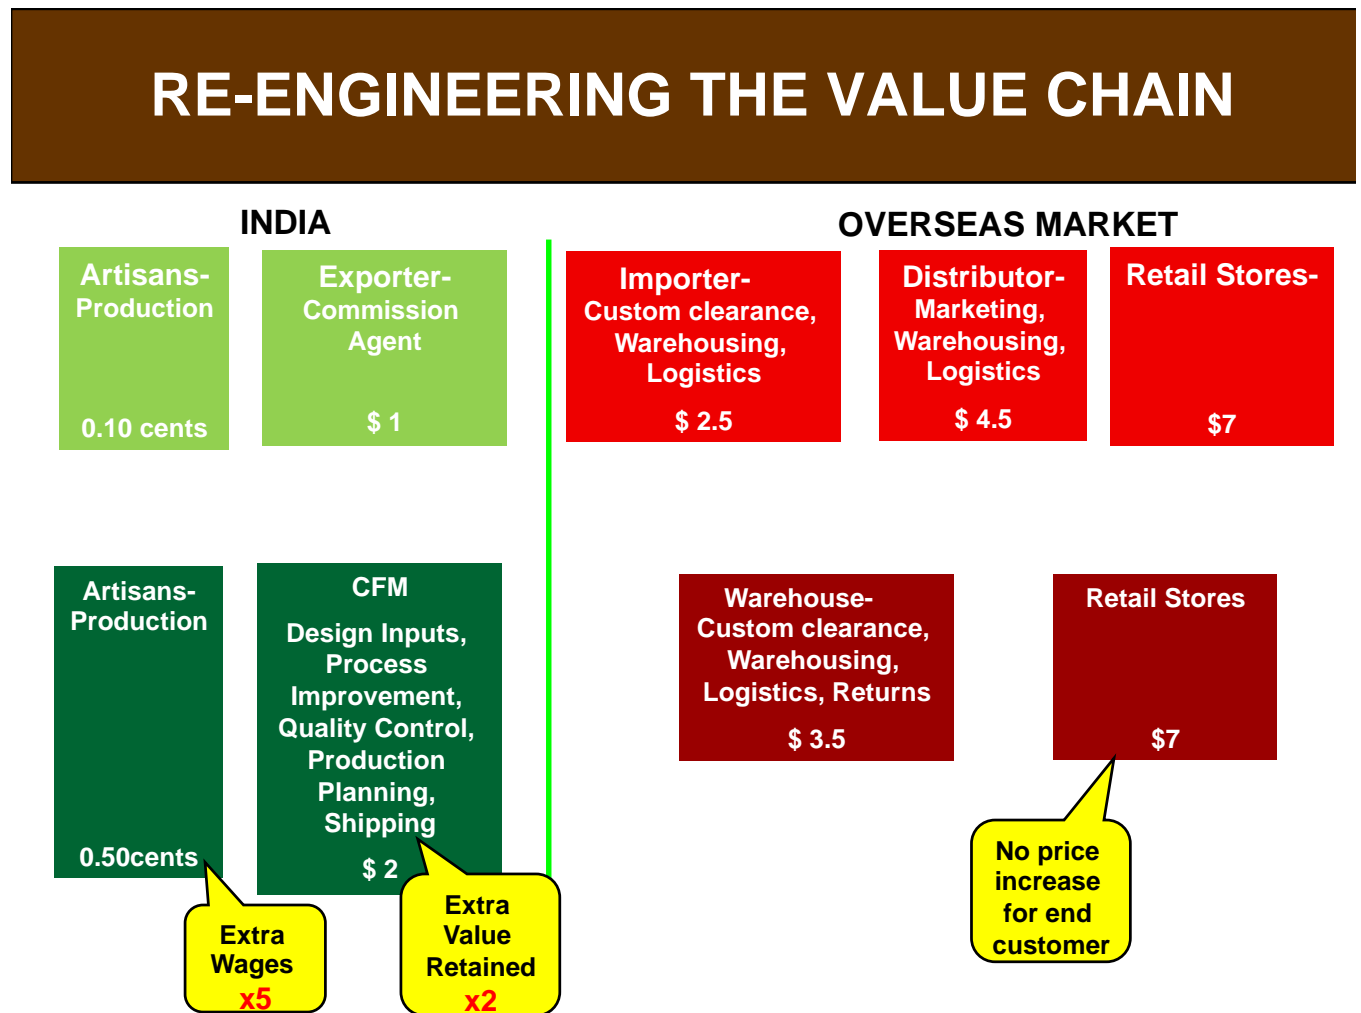 RE-ENGINEERING THE VALUE CHAIN
INDIA
OVERSEAS MARKET
Artisans-
Production
0.10 cents
Exporter-
Commission
Agent
$ 1
Importer-
Custom clearance,
Warehousing,
Logistics
$ 2.5
Distributor-
Marketing,
Warehousing,
Logistics
$ 4.5
Retail Stores-
$7
Artisans-
Production
0.50cents
CFM
Design Inputs,
Process
Improvement,
Quality Control,
Production
Planning,
Shipping
$ 2
Warehouse-
Custom clearance,
Warehousing,
Logistics, Returns
$ 3.5
Retail Stores
$7
Extra
Wages
x5
Extra
Value
Retained
x2
No price
increase
for end
customer